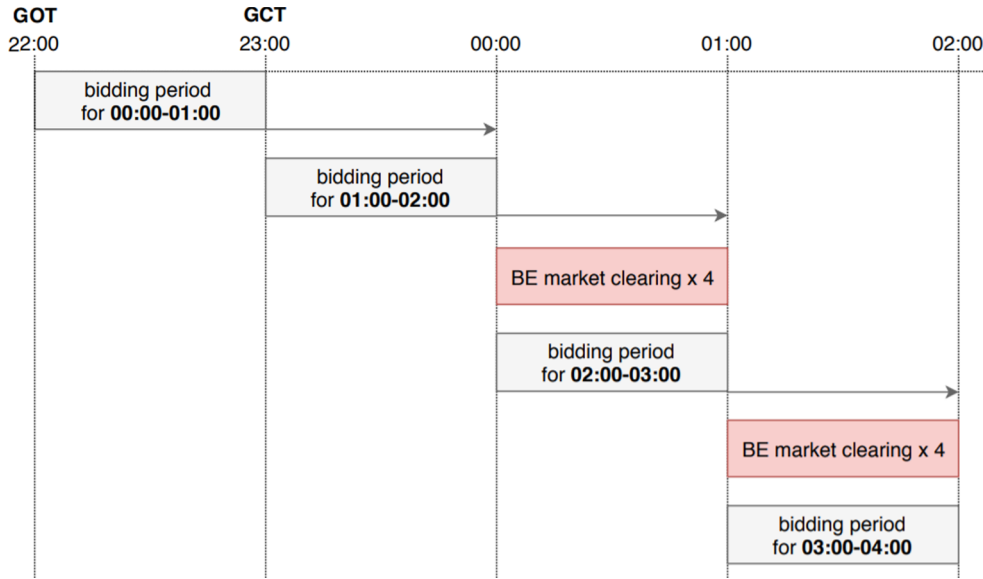 GOT
GCT
22:00
23:00
00:00
01:00
02:00
bidding period
for 00:00-01:00
bidding period
for 01:00-02:00
BE market clearing x 4
bidding period
for 02:00-03:00
BE market clearing x 4
bidding period
for 03:00-04:00